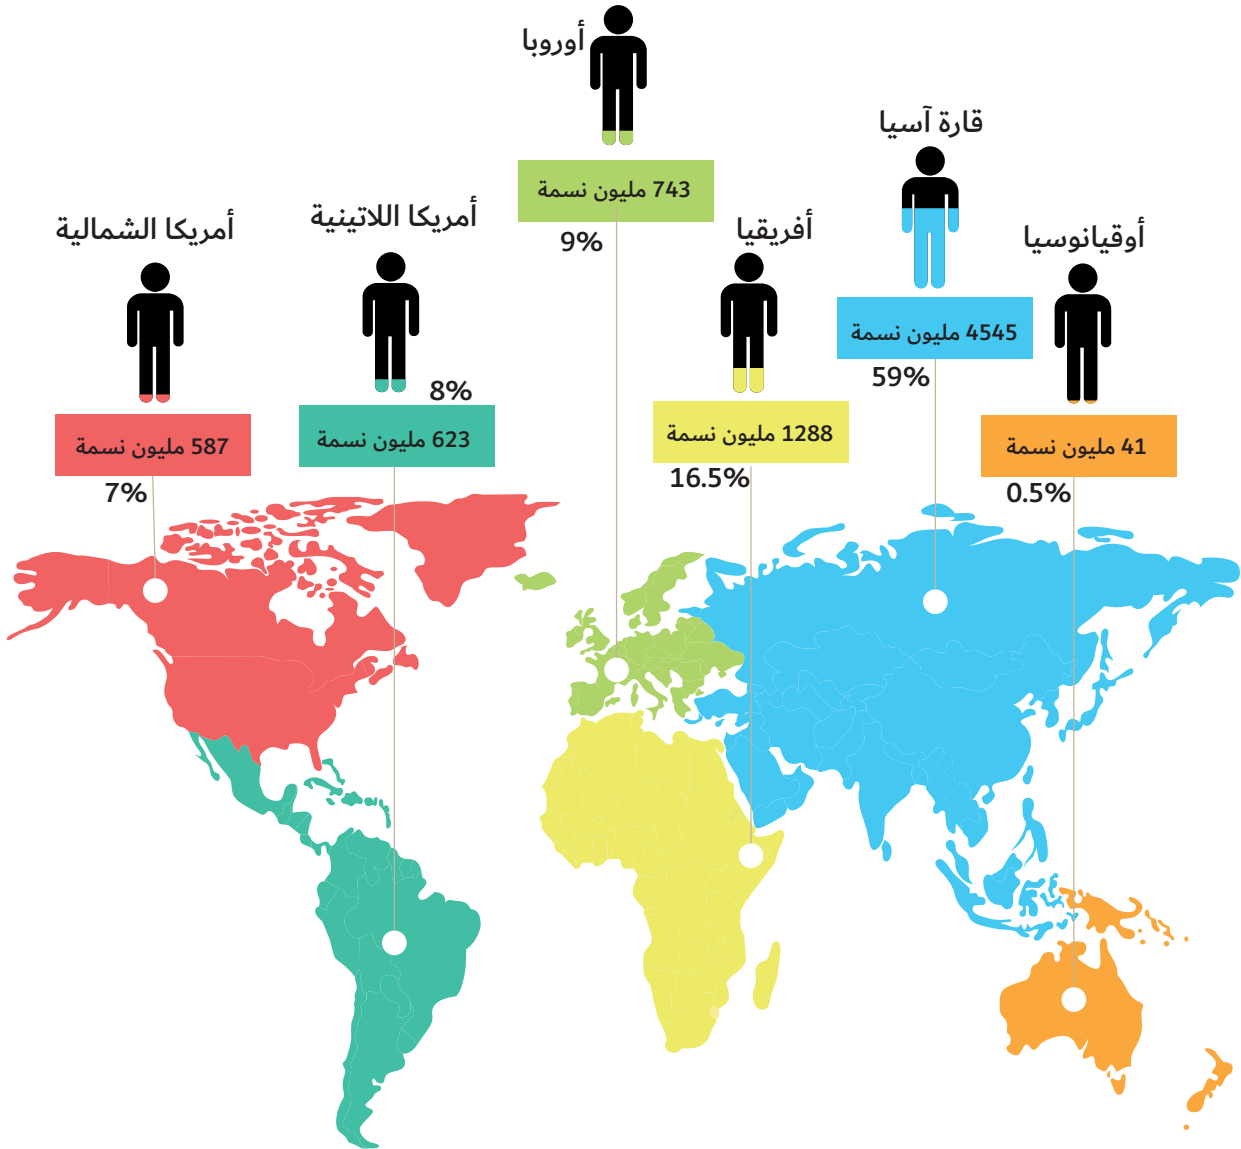 أوروبا
743 مليون نسمة
9%
قارة آسيا
4545 مليون نسمة
59%
أمريكا الشمالية
587 مليون نسمة
7%
أمريكا اللاتينية
8%
623 مليون نسمة
أفريقيا
1288 مليون نسمة
16.5%
أوقيانوسيا
41 مليون نسمة
0.5%